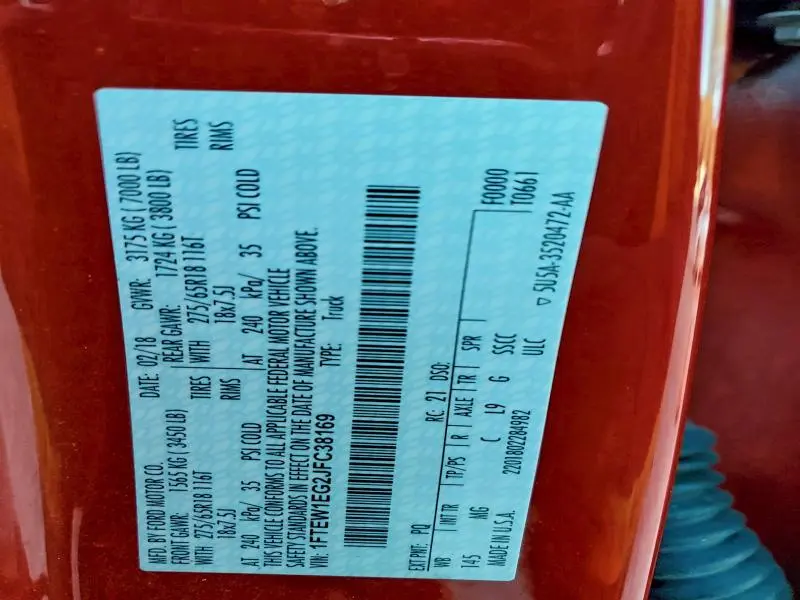 MFD. BY FORD MOTOR CO.
DATE: 02/18 GVWR: 3175 KG ( 7000 LB)
FRONT GAWR: 1565 KG ( 3450 LB) REAR GAWR: 1724 KG ( 3800 LB)
WITH 275/65R18 116T TIRES WITH 275/65R18 116T TIRES
18x7.5J RIMS 18x7.5J RIMS
AT 240 kPa/ 35 PSI COLD AT 240 kPa/ 35 PSI COLD
THIS VEHICLE CONFORMS TO ALL APPLICABLE FEDERAL MOTOR VEHICLE
SAFETY STANDARDS IN EFFECT ON THE DATE OF MANUFACTURE SHOWN ABOVE.
VIN: 1FTEW1EG2JFC38169 TYPE: Truck
EXT PNT: PQ RC: 21 DSO: F0000
WB INT TR TP/PS R AXLE TR SPR T0661
145 MG C L9 G SSCC
MADE IN U.S.A. 2201802284982 ULC
▽ 5U5A-3520472-AA